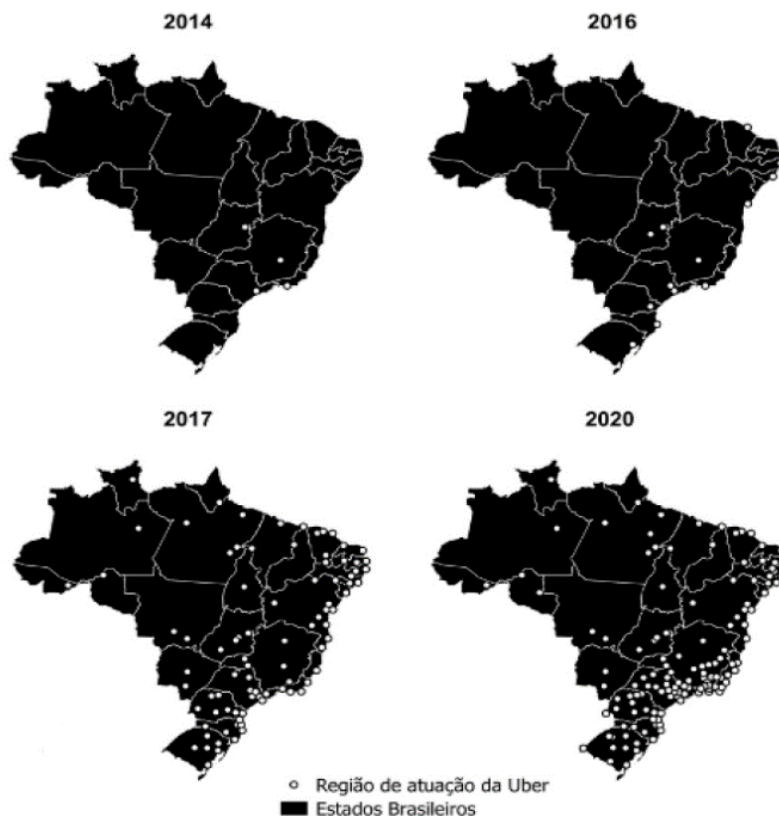 2014
2016
2017
2020
Região de atuação da Uber
Estados Brasileiros